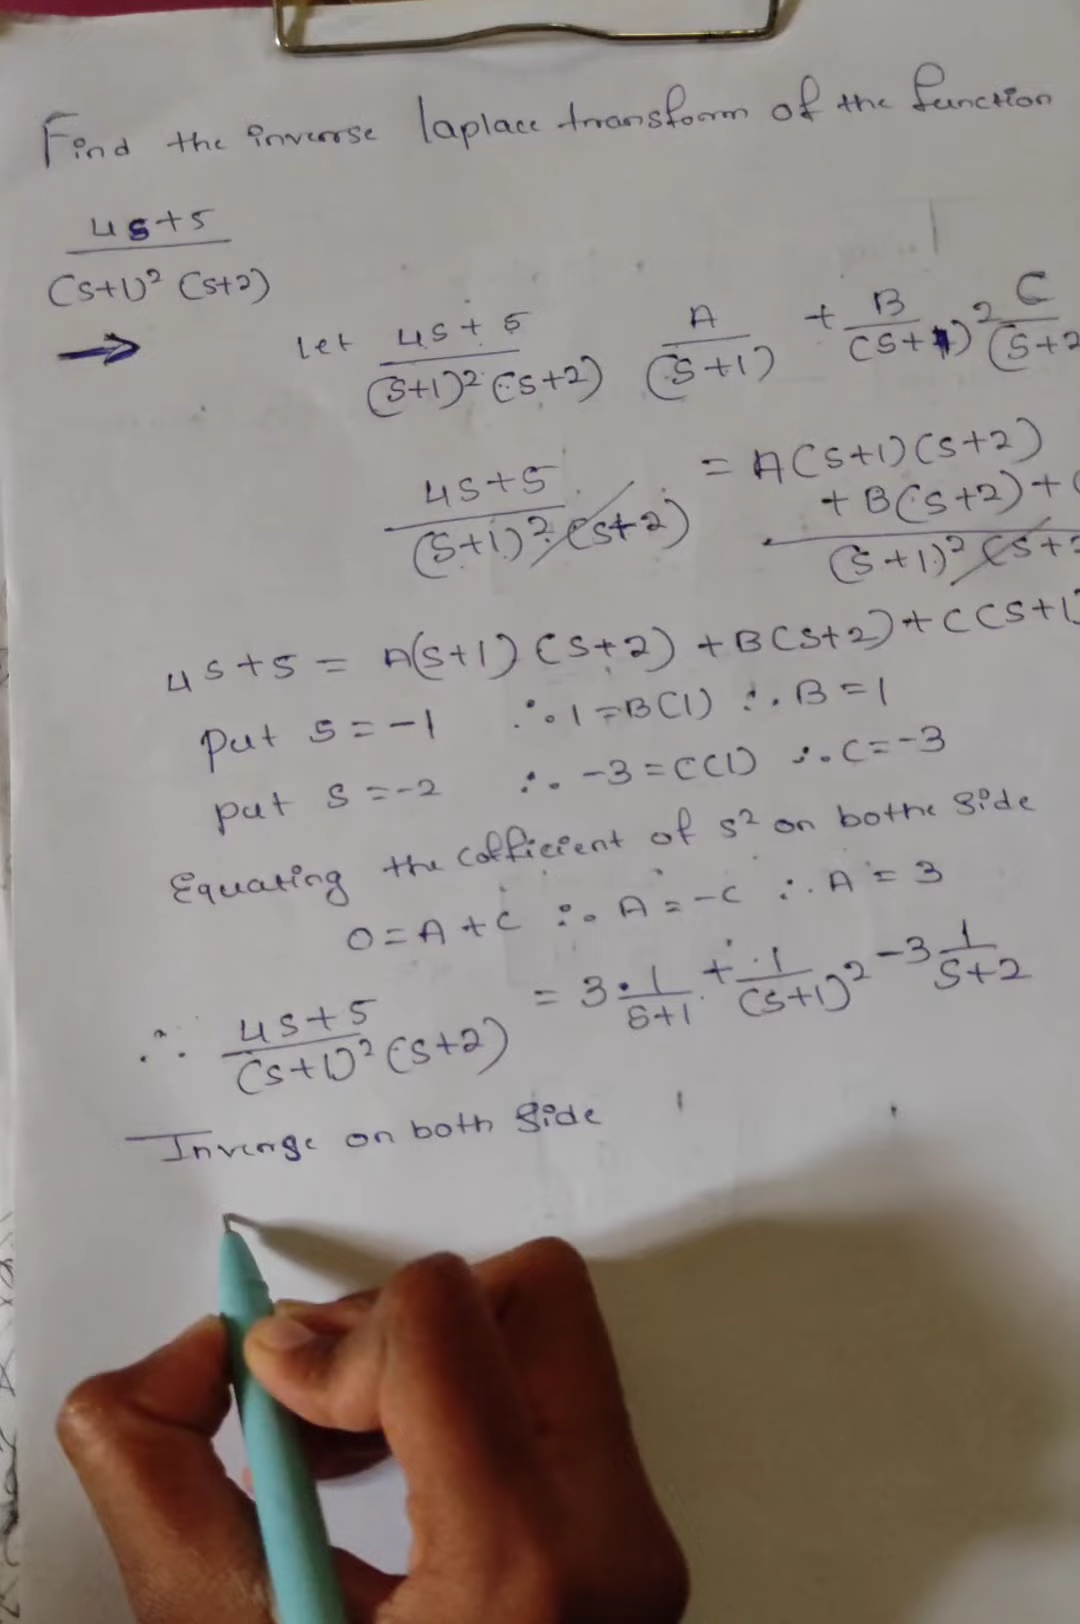 Find the inverse laplace transform of the function
4s+5
(s+1)² (s+2)
→ Let 4s+5 / (s+1)² (s+2) A / (s+1) + B / (s+1)² C / (s+2
4s+5 / (s+1)² (s+2) = A(s+1)(s+2) + B(s+2) + / (s+1)² (s+2
4s+5 = A(s+1) (s+2) + B(s+2) + C(s+1)
put s=-1 ∴ 1=B(1) ∴ B=1
put s=-2 ∴ -3=C(1) ∴ C=-3
Equating the cofficient of s² on bothe side
0=A+C ∴ A=-C ∴ A=3
∴ 4s+5 / (s+1)² (s+2) = 3·1 / s+1 + 1 / (s+1)² -3 1 / s+2
Inverse on both side